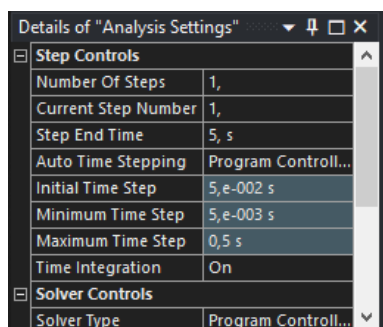 Details of "Analysis Settings"
Step Controls
Number Of Steps 1,
Current Step Number 1,
Step End Time 5, s
Auto Time Stepping Program Controll...
Initial Time Step 5,e-002 s
Minimum Time Step 5,e-003 s
Maximum Time Step 0,5 s
Time Integration On
Solver Controls
Solver Type Program Controll...